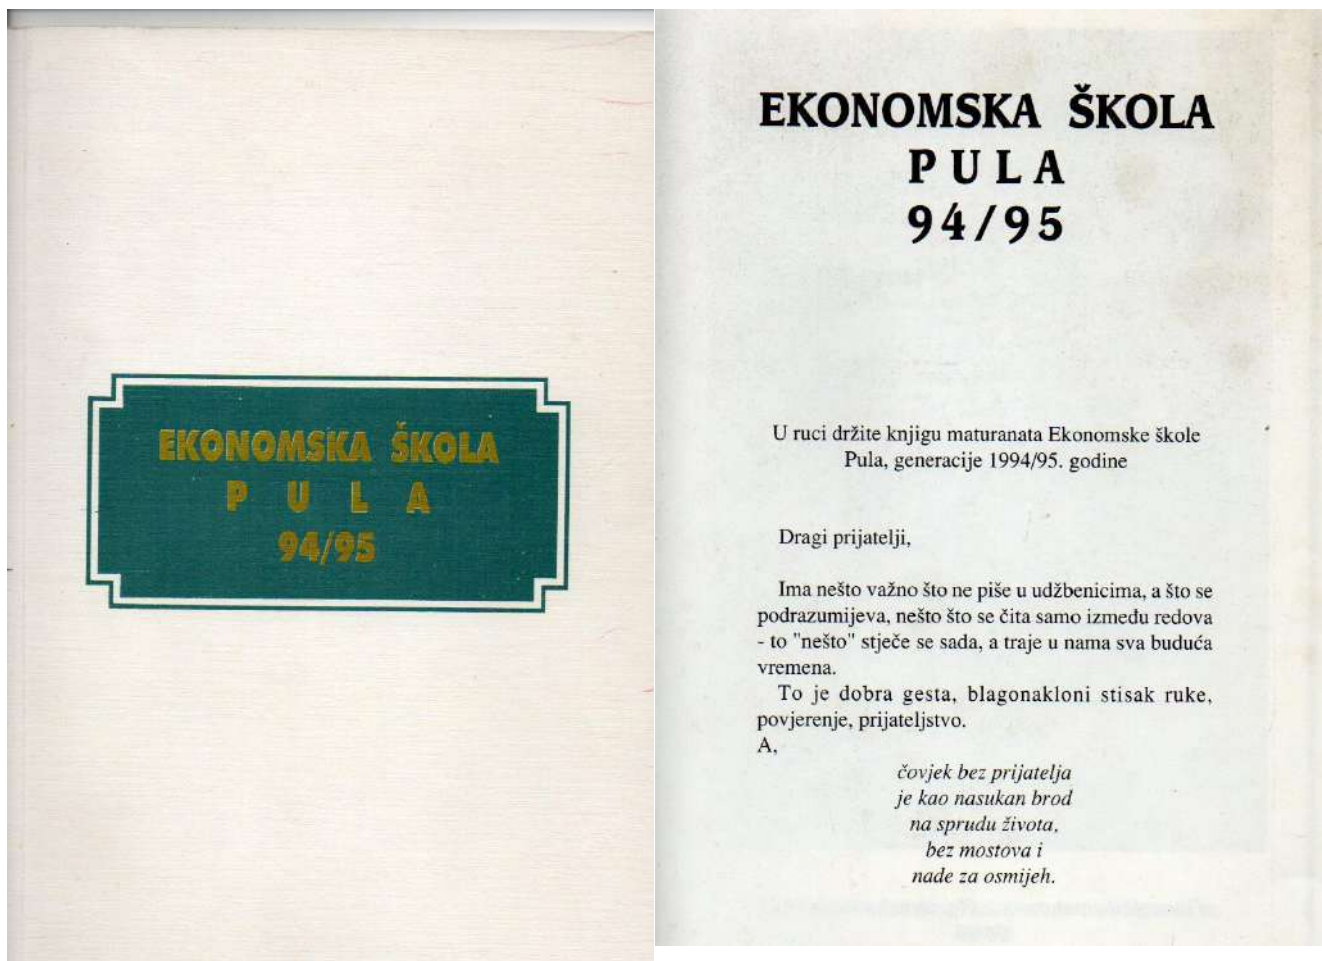 EKONOMSKA ŠKOLA
PULA
94/95
EKONOMSKA ŠKOLA
PULA
94/95
U ruci držite knjigu maturanata Ekonomske škole
Pula, generacije 1994/95. godine
Dragi prijatelji,
Ima nešto važno što ne piše u udžbenicima, a što se
podrazumijeva, nešto što se čita samo između redova
- to "nešto" stječe se sada, a traje u nama sva buduća
vremena.
To je dobra gesta, blagonakloni stisak ruke,
povjerenje, prijateljstvo.
A,
čovjek bez prijatelja
je kao nasukan brod
na sprudu života,
bez mostova i
nade za osmijeh.